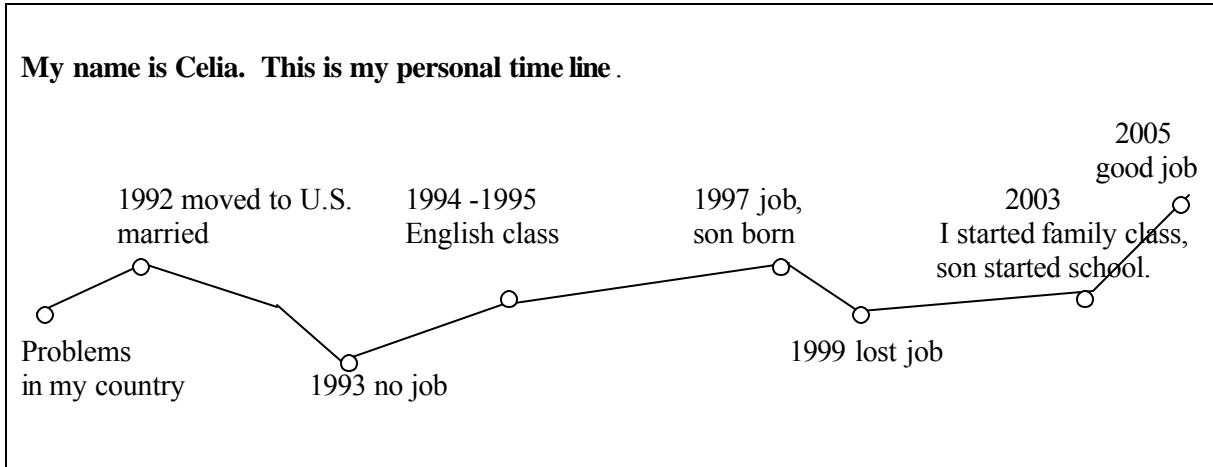 My name is Celia. This is my personal time line.
Problems
in my country
1992 moved to U.S.
married
1993 no job
1994 -1995
English class
1997 job,
son born
1999 lost job
2003
I started family class,
son started school.
2005
good job